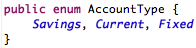 public enum AccountType {
    Savings, Current, Fixed
}